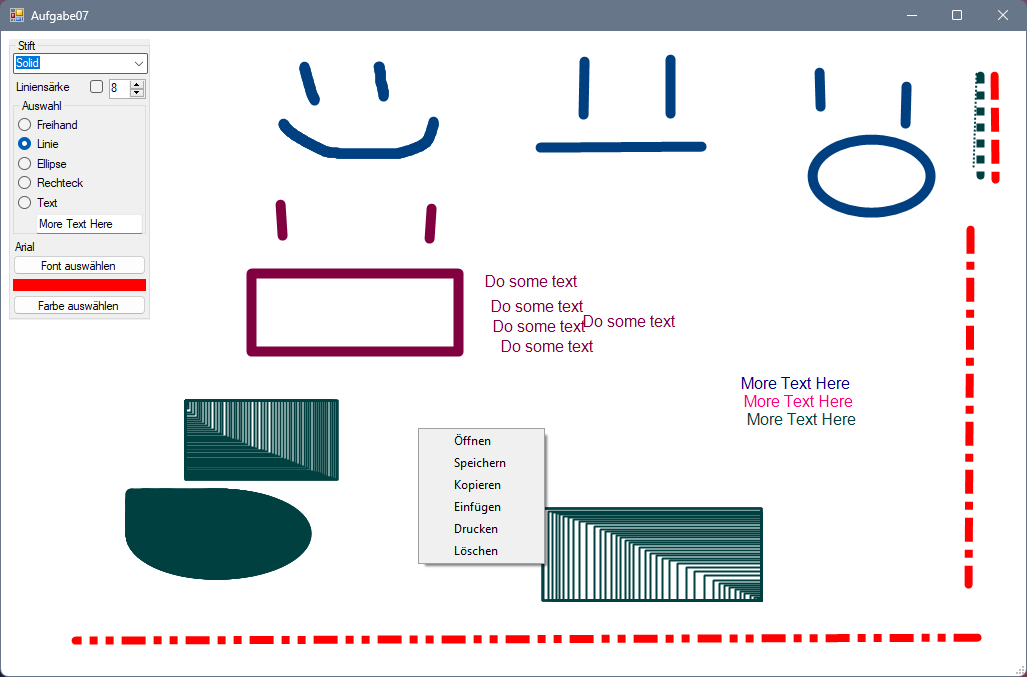 Aufgabe07
Stift
Solid
Liniensärke 8
Auswahl
Freihand
Linie
Ellipse
Rechteck
Text
More Text Here
Arial
Font auswählen
Farbe auswählen
Do some text
Do some text
Do some text
Do some text
Do some text
More Text Here
More Text Here
More Text Here
Öffnen
Speichern
Kopieren
Einfügen
Drucken
Löschen